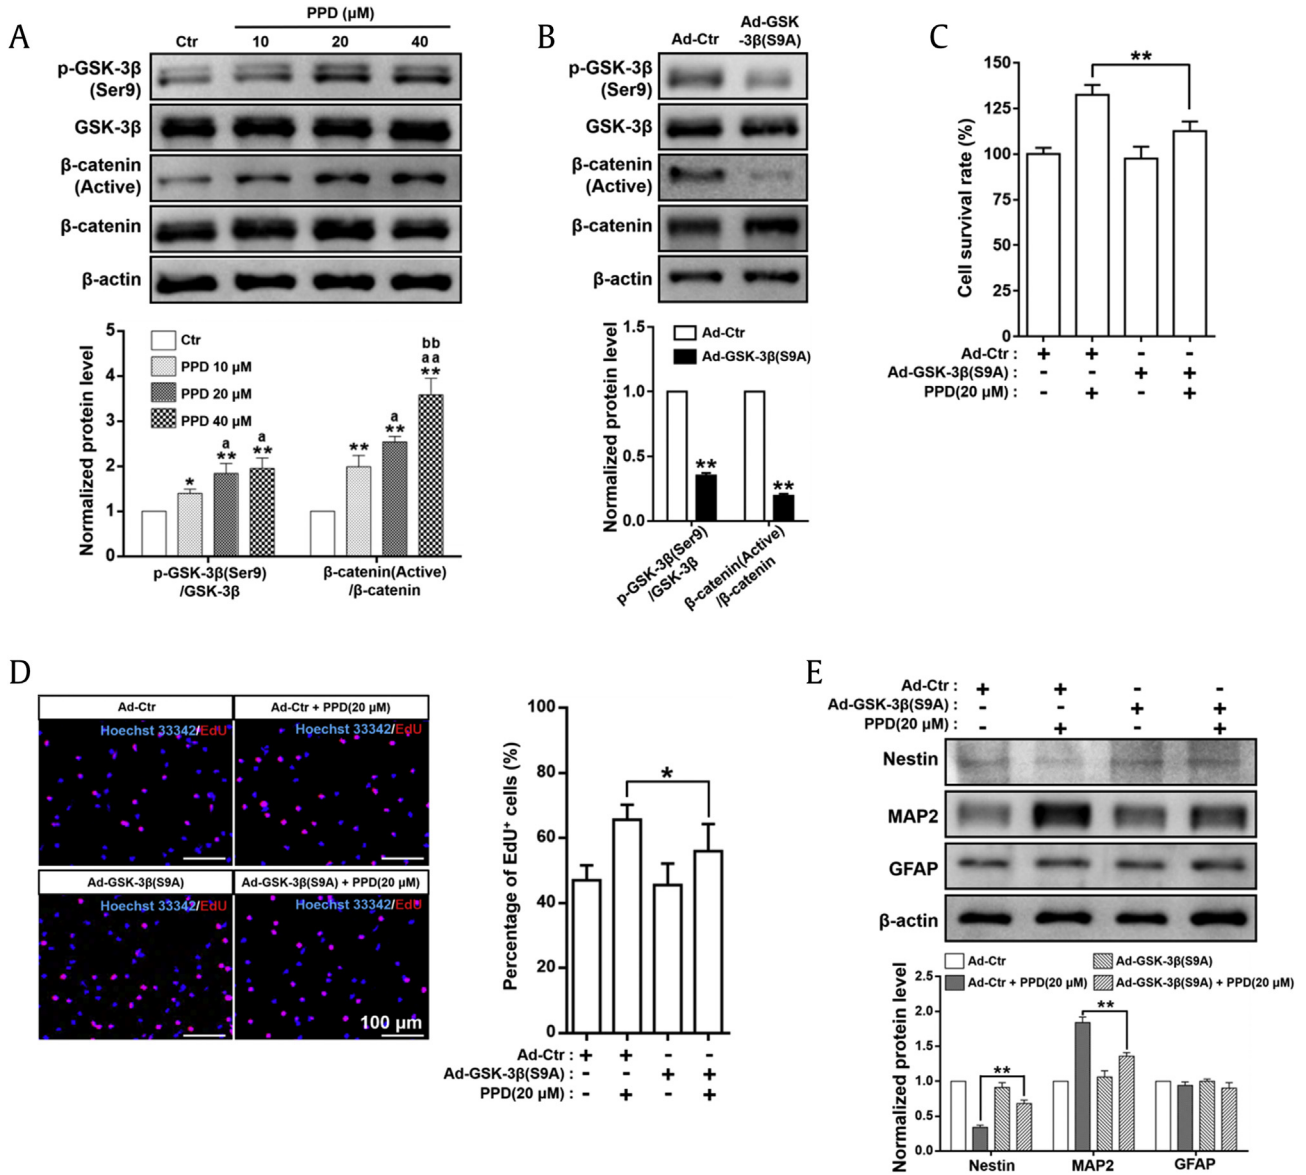 A
PPD (μM)
Ctr 10 20 40
p-GSK-3β
(Ser9)
GSK-3β
β-catenin
(Active)
β-catenin
β-actin
Normalized protein level
5
4
3
2
1
0
Ctr
PPD 10 μM
PPD 20 μM
PPD 40 μM
*
a
**
a
**
**
a
**
bb
aa
**
p-GSK-3β(Ser9)
/GSK-3β
β-catenin(Active)
/β-catenin
B
Ad-Ctr
Ad-GSK
-3β(S9A)
p-GSK-3β
(Ser9)
GSK-3β
β-catenin
(Active)
β-catenin
β-actin
Normalized protein level
1.5
1.0
0.5
0.0
Ad-Ctr
Ad-GSK-3β(S9A)
**
**
p-GSK-3β(Ser9)
/GSK-3β
β-catenin(Active)
/β-catenin
C
Cell survival rate (%)
150
125
100
75
50
25
0
**
Ad-Ctr : + + - -
Ad-GSK-3β(S9A) : - - + +
PPD(20 μM) : - + - +
D
Ad-Ctr
Hoechst 33342/EdU
Ad-Ctr + PPD(20 μM)
Hoechst 33342/EdU
Ad-GSK-3β(S9A)
Hoechst 33342/EdU
Ad-GSK-3β(S9A) + PPD(20 μM)
Hoechst 33342/EdU
100 μm
Percentage of EdU⁺ cells (%)
100
80
60
40
20
0
*
Ad-Ctr : + + - -
Ad-GSK-3β(S9A) : - - + +
PPD(20 μM) : - + - +
E
Ad-Ctr : + + - -
Ad-GSK-3β(S9A) : - - + +
PPD(20 μM) : - + - +
Nestin
MAP2
GFAP
β-actin
Normalized protein level
2.5
2.0
1.5
1.0
0.5
0.0
Ad-Ctr
Ad-GSK-3β(S9A)
Ad-Ctr + PPD(20 μM)
Ad-GSK-3β(S9A) + PPD(20 μM)
**
**
Nestin MAP2 GFAP